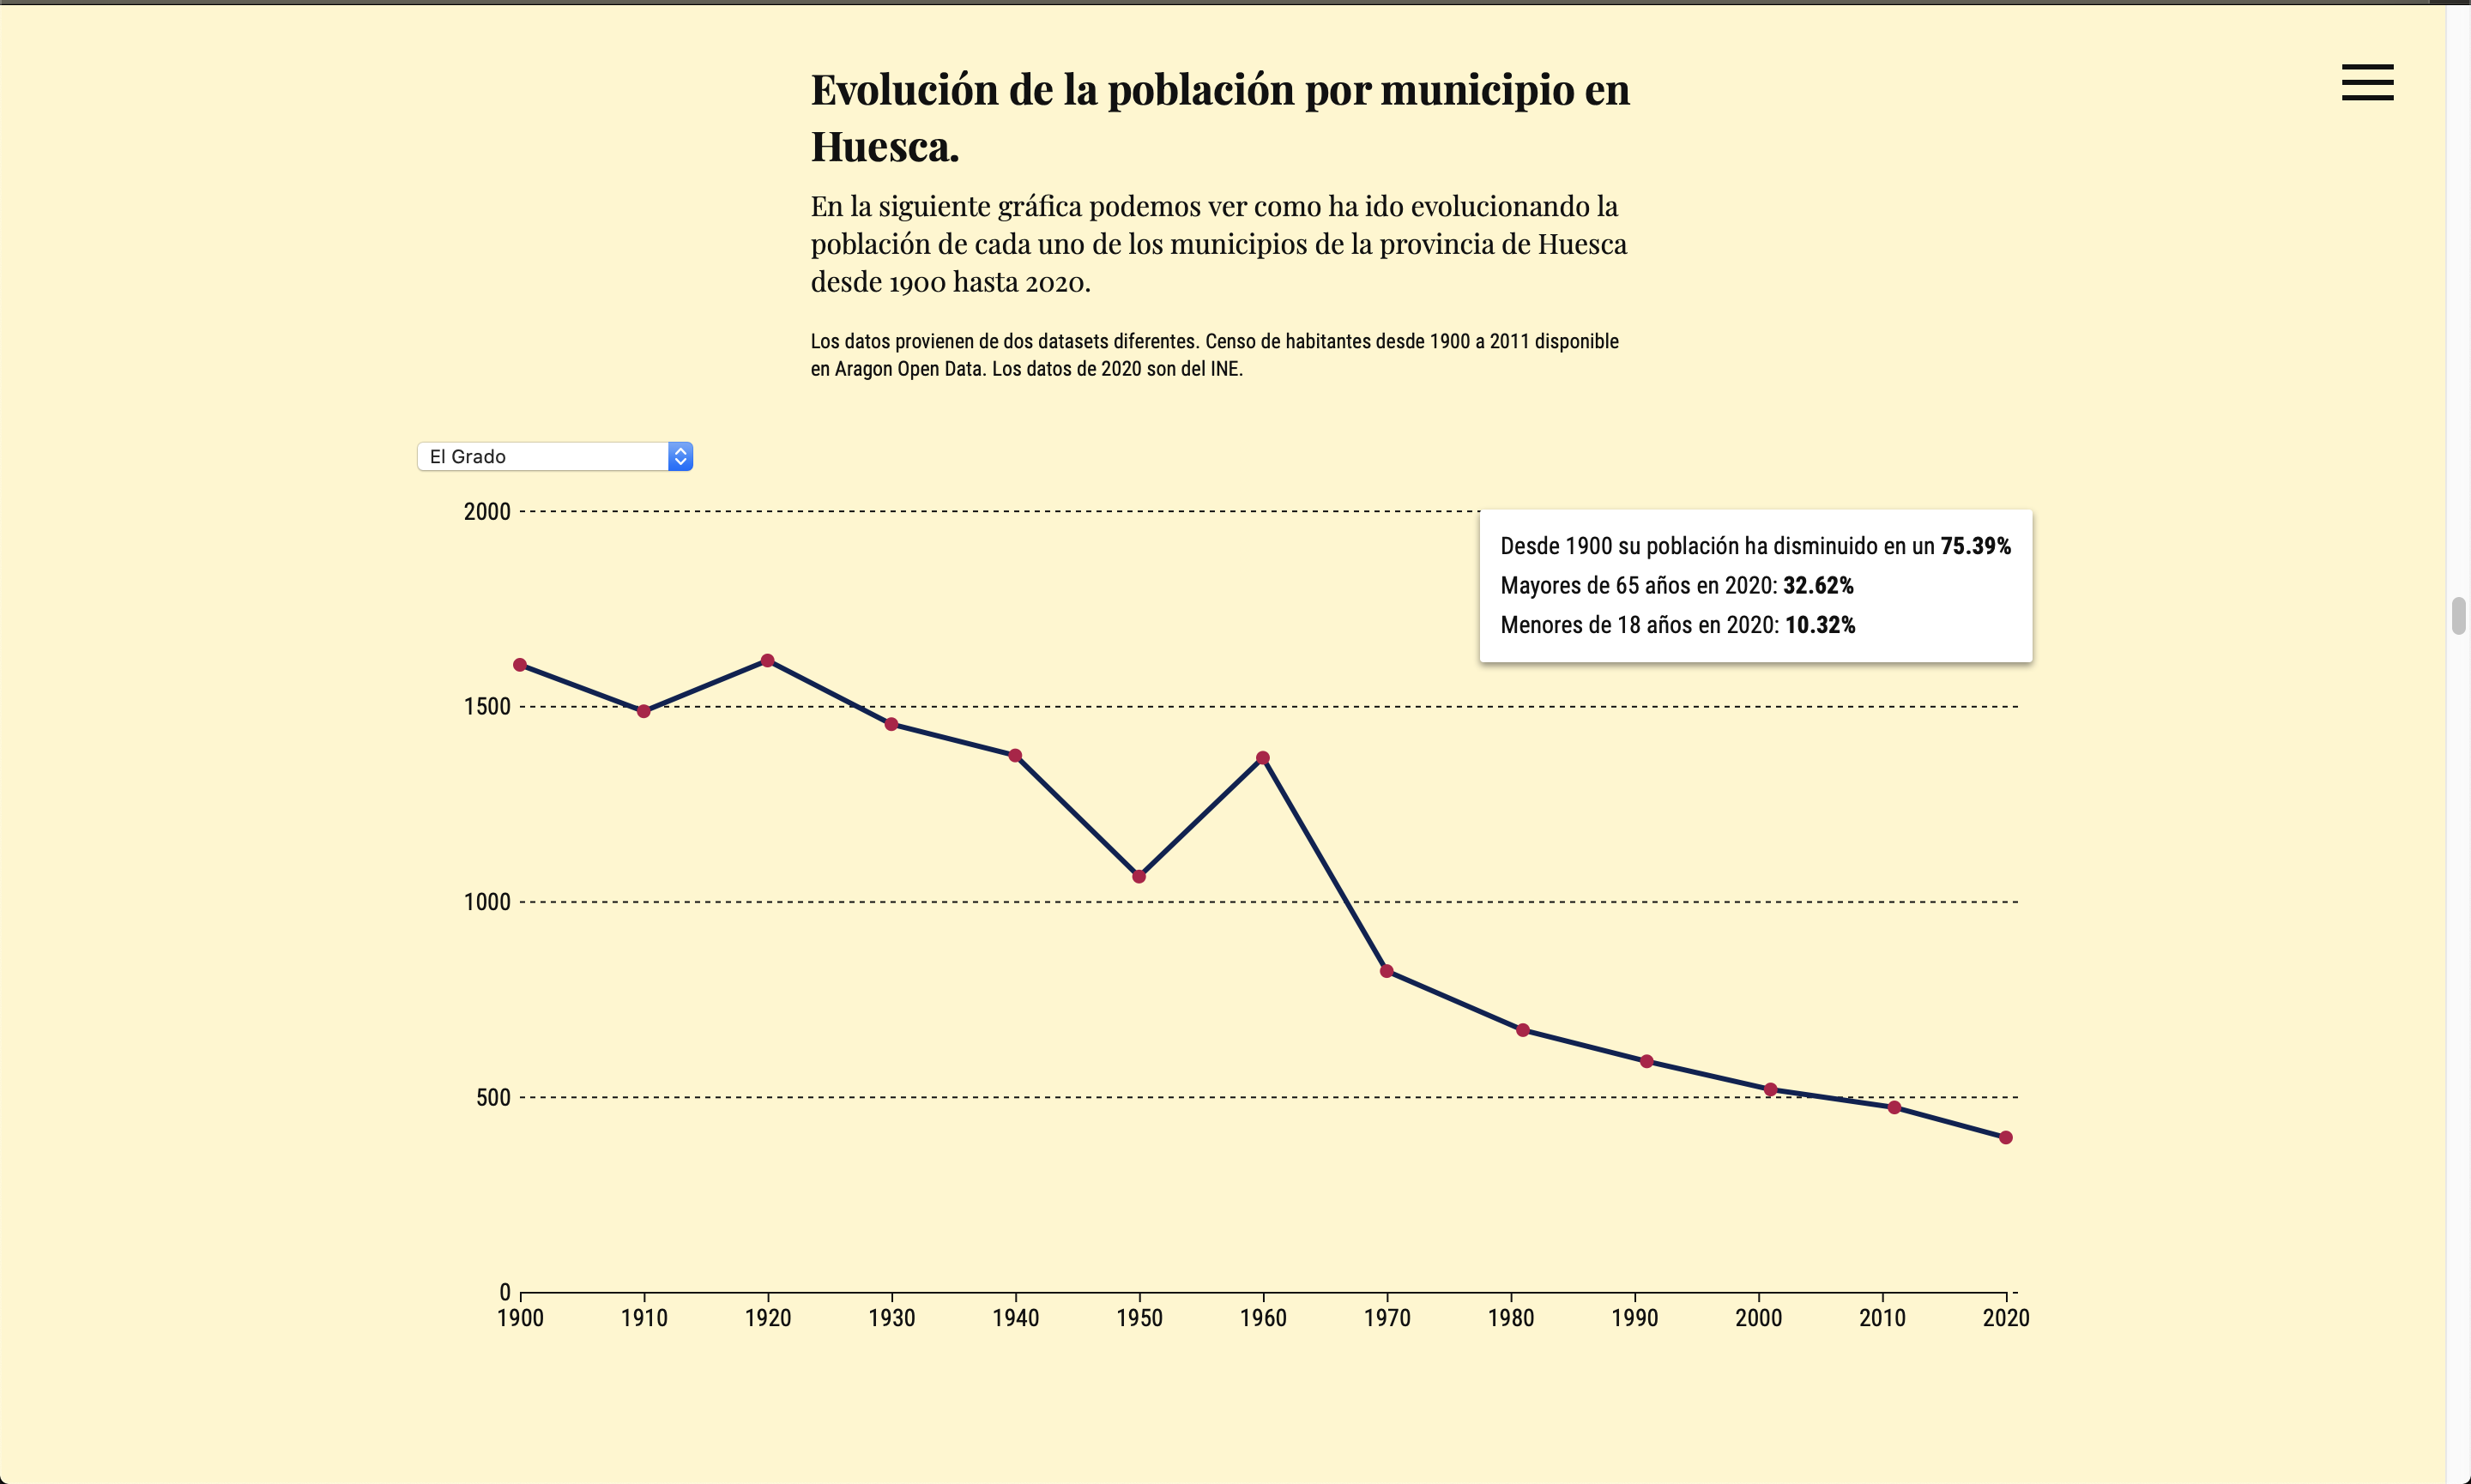 Evolución de la población por municipio en
Huesca.
En la siguiente gráfica podemos ver como ha ido evolucionando la
población de cada uno de los municipios de la provincia de Huesca
desde 1900 hasta 2020.
Los datos provienen de dos datasets diferentes. Censo de habitantes desde 1900 a 2011 disponible
en Aragon Open Data. Los datos de 2020 son del INE.
El Grado
2000
Desde 1900 su población ha disminuido en un 75.39%
Mayores de 65 años en 2020: 32.62%
Menores de 18 años en 2020: 10.32%
1500
1000
500
0
1900 1910 1920 1930 1940 1950 1960 1970 1980 1990 2000 2010 2020